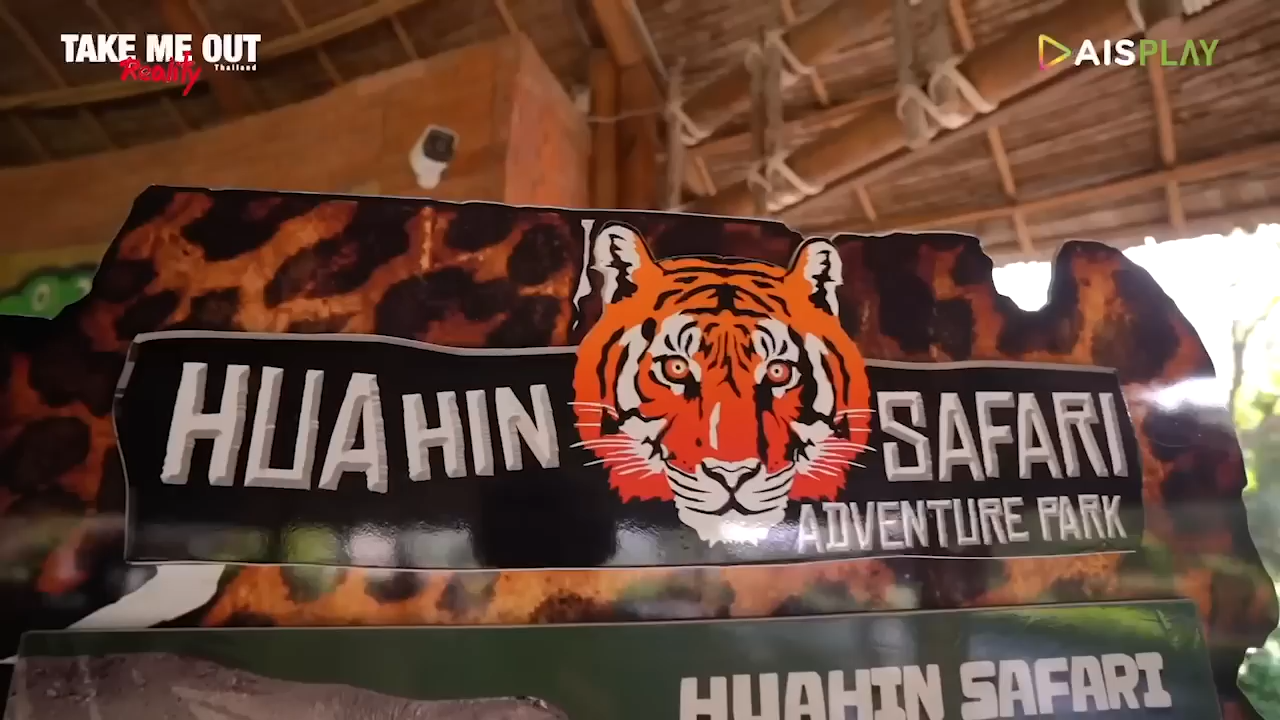 TAKE ME OUT
Reality
Thailand
AISPLAY
HUA HIN SAFARI
ADVENTURE PARK
HUAHIN SAFARI